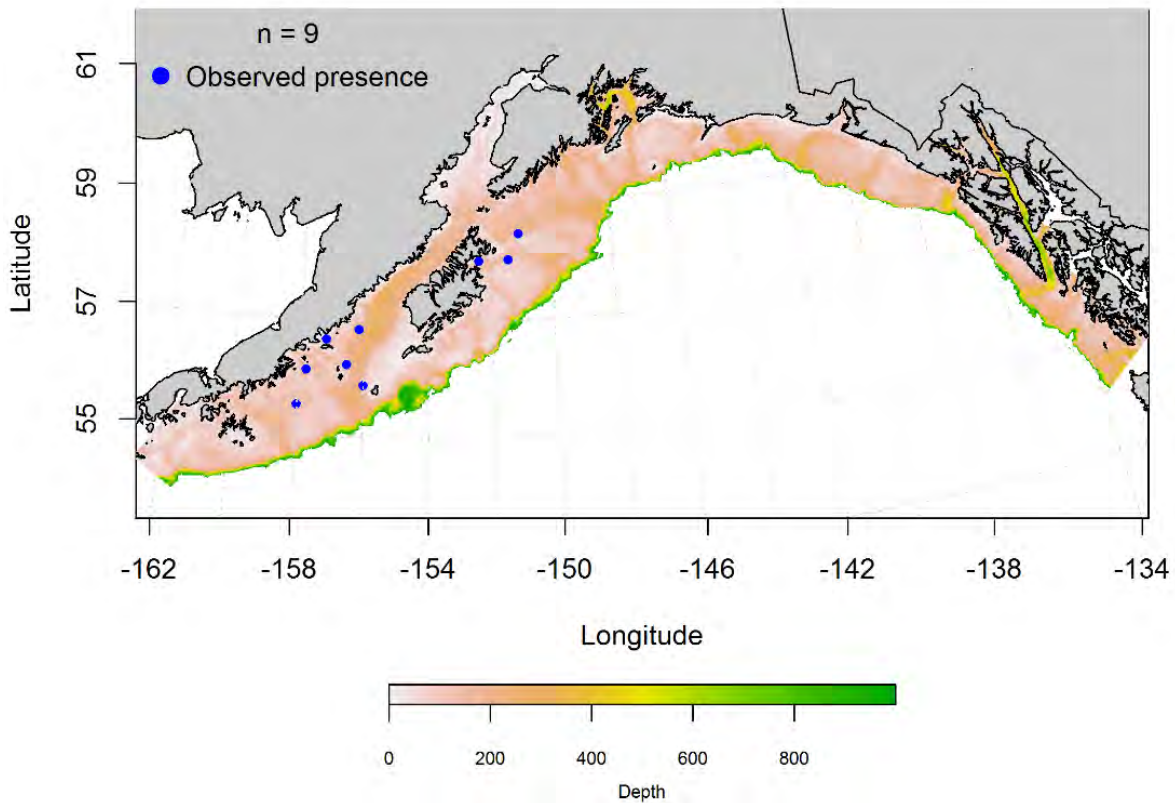 n = 9
Observed presence
Latitude
61
59
57
55
-162 -158 -154 -150 -146 -142 -138 -134
Longitude
0 200 400 600 800
Depth